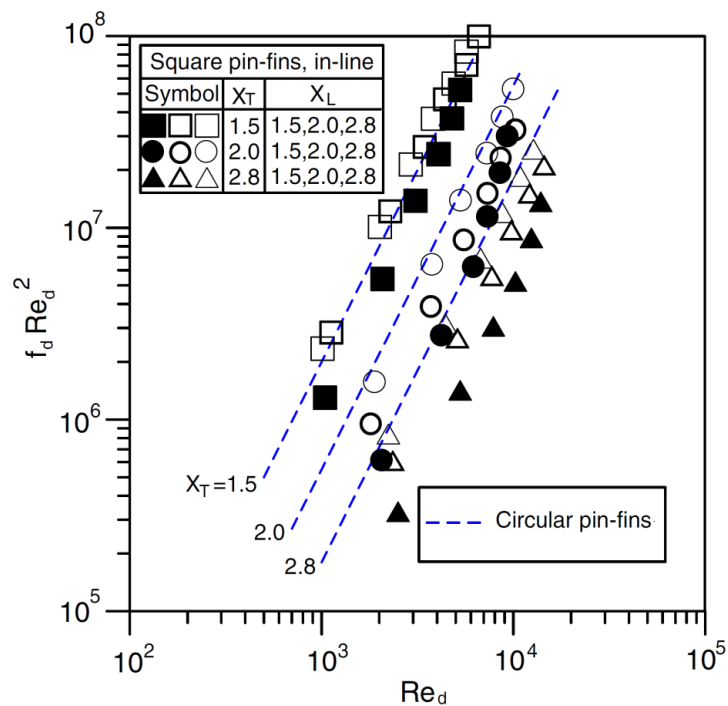 10^8
Square pin-fins, in-line
Symbol X_T X_L
1.5 1.5,2.0,2.8
2.0 1.5,2.0,2.8
2.8 1.5,2.0,2.8
10^7
f_d Re_d^2
10^6
X_T=1.5
2.0
2.8
Circular pin-fins
10^5
10^2 10^3 10^4 10^5
Re_d